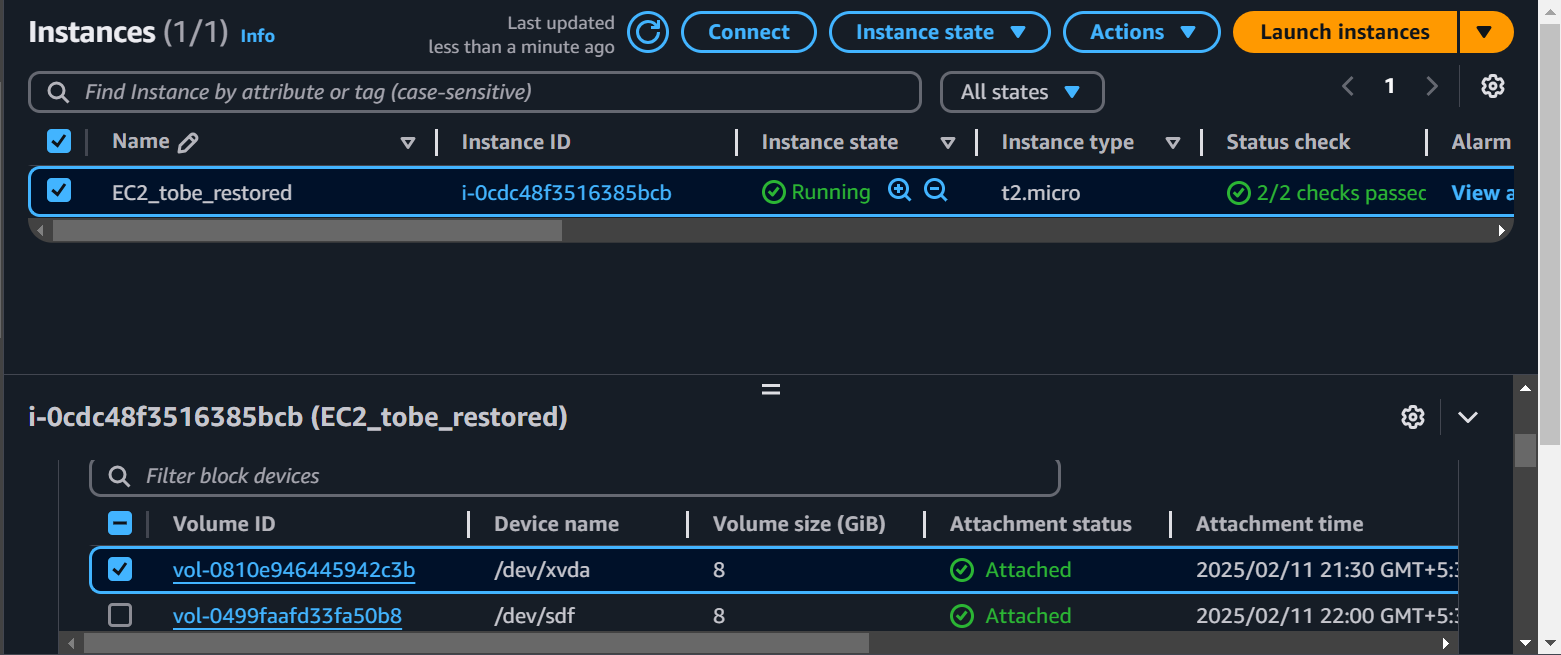 Instances (1/1) Info
Last updated
less than a minute ago
Connect
Instance state
Actions
Launch instances
Find Instance by attribute or tag (case-sensitive)
All states
1
Name Instance ID Instance state Instance type Status check Alarm
EC2_tobe_restored i-0cdc48f3516385bcb Running t2.micro 2/2 checks passec View a
i-0cdc48f3516385bcb (EC2_tobe_restored)
Filter block devices
Volume ID Device name Volume size (GiB) Attachment status Attachment time
vol-0810e946445942c3b /dev/xvda 8 Attached 2025/02/11 21:30 GMT+5:3
vol-0499faafd33fa50b8 /dev/sdf 8 Attached 2025/02/11 22:00 GMT+5:3